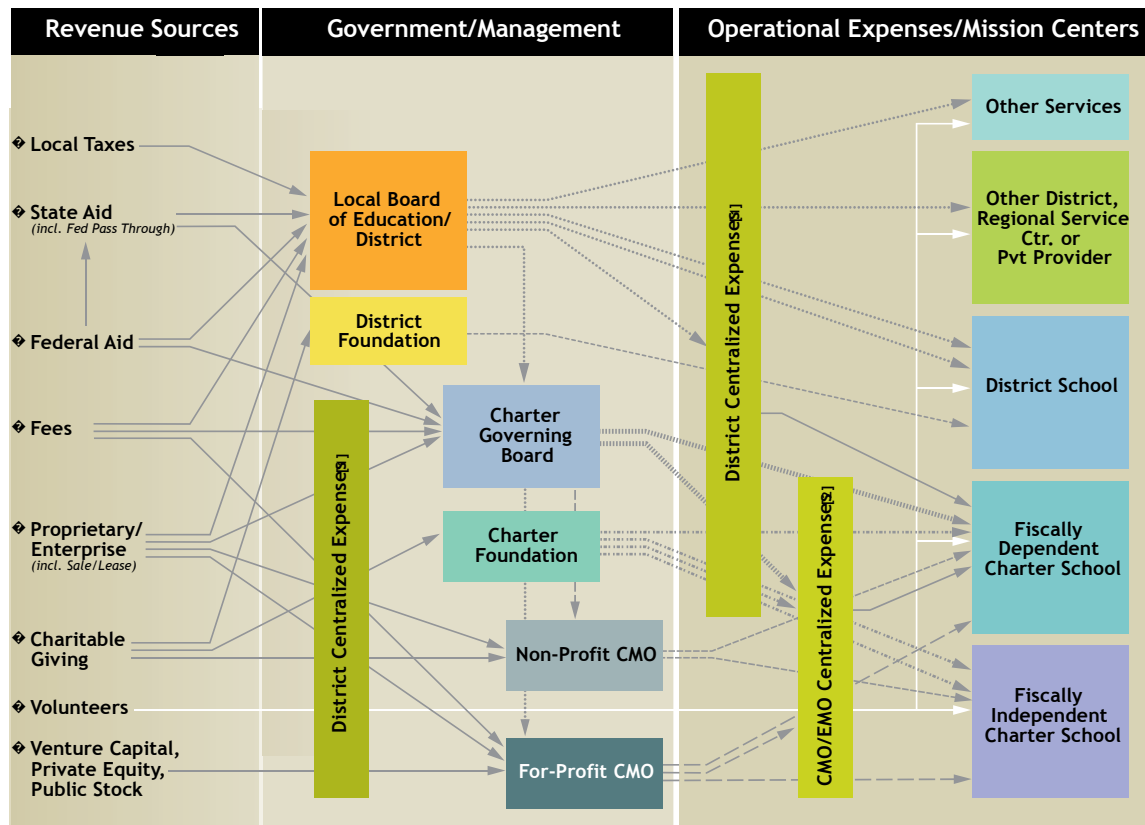 Revenue Sources
Government/Management
Operational Expenses/Mission Centers
� Local Taxes
� State Aid
(incl. Fed Pass Through)
� Federal Aid
� Fees
� Proprietary/
Enterprise
(incl. Sale/Lease)
� Charitable
Giving
� Volunteers
� Venture Capital,
Private Equity,
Public Stock
Local Board
of Education/
District
District
Foundation
District Centralized Expenses[1]
Charter
Governing
Board
Charter
Foundation
Non-Profit CMO
For-Profit CMO
District Centralized Expenses[1]
CMO/EMO Centralized Expenses[2]
Other Services
Other District,
Regional Service
Ctr. or
Pvt Provider
District School
Fiscally
Dependent
Charter School
Fiscally
Independent
Charter School